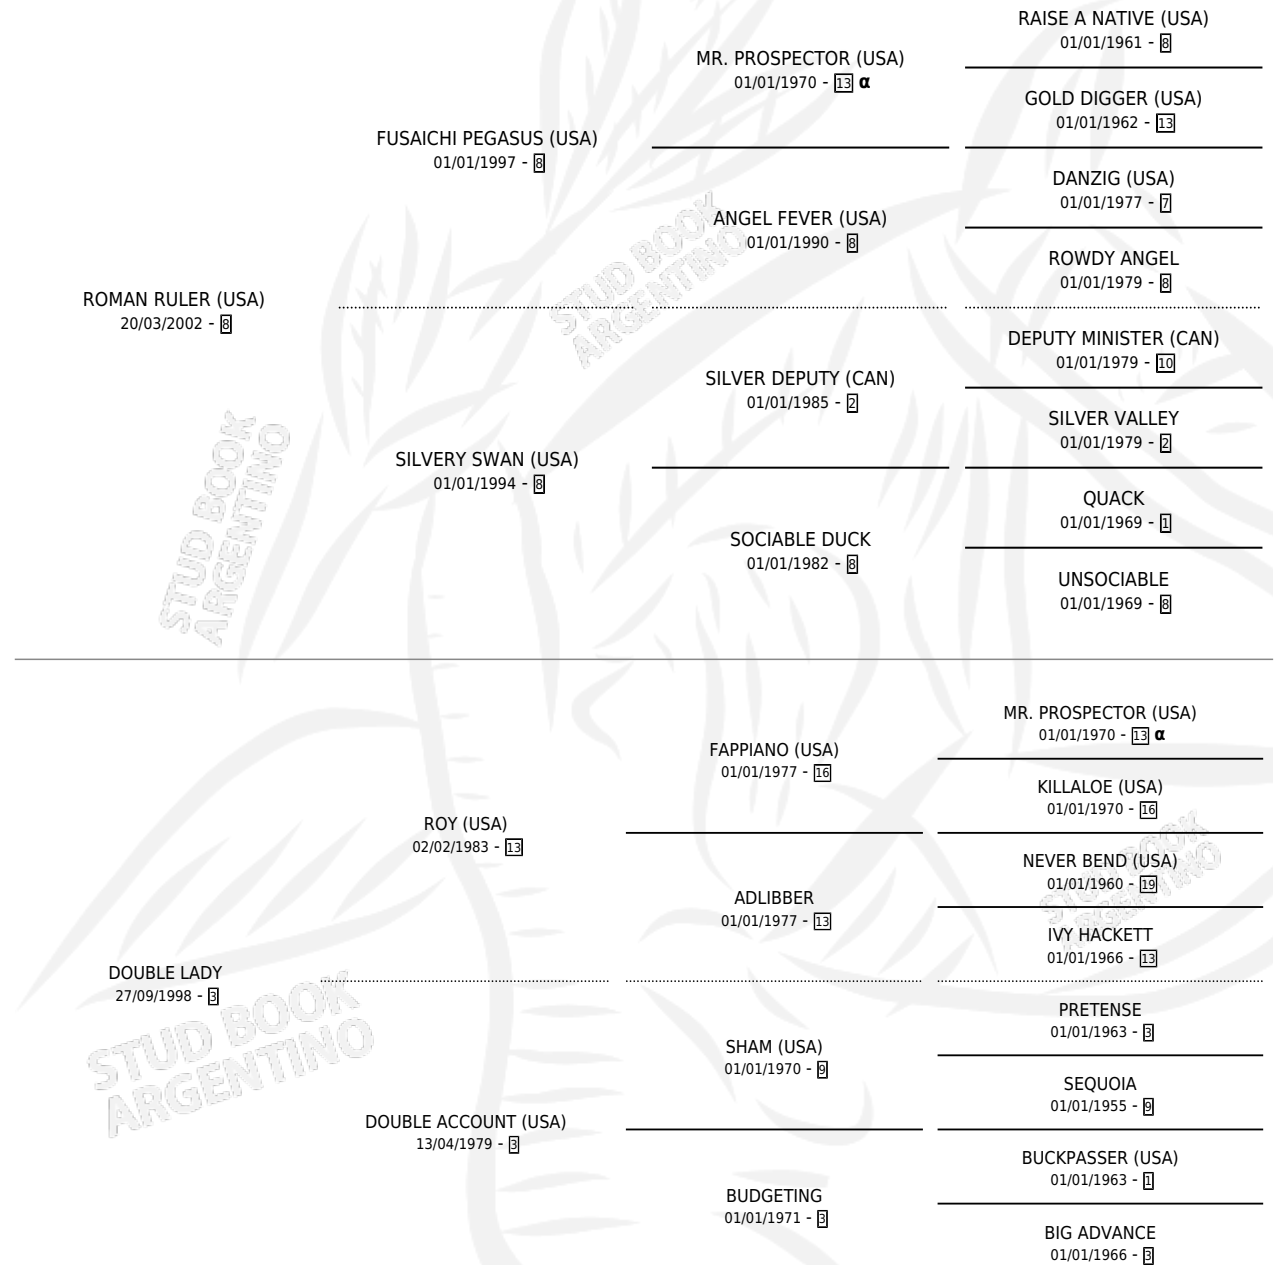 RAISE A NATIVE (USA)
01/01/1961 - 8
MR. PROSPECTOR (USA)
01/01/1970 - 13 α
GOLD DIGGER (USA)
01/01/1962 - 13
FUSAICHI PEGASUS (USA)
01/01/1997 - 8
DANZIG (USA)
01/01/1977 - 7
ANGEL FEVER (USA)
01/01/1990 - 8
ROWDY ANGEL
01/01/1979 - 8
ROMAN RULER (USA)
20/03/2002 - 8
DEPUTY MINISTER (CAN)
01/01/1979 - 10
SILVER DEPUTY (CAN)
01/01/1985 - 2
SILVER VALLEY
01/01/1979 - 2
SILVERY SWAN (USA)
01/01/1994 - 8
QUACK
01/01/1969 - 1
SOCIABLE DUCK
01/01/1982 - 8
UNSOCIABLE
01/01/1969 - 8
MR. PROSPECTOR (USA)
01/01/1970 - 13 α
FAPPIANO (USA)
01/01/1977 - 16
KILLALOE (USA)
01/01/1970 - 16
ROY (USA)
02/02/1983 - 13
NEVER BEND (USA)
01/01/1960 - 19
ADLIBBER
01/01/1977 - 13
IVY HACKETT
01/01/1966 - 13
DOUBLE LADY
27/09/1998 - 3
PRETENSE
01/01/1963 - 3
SHAM (USA)
01/01/1970 - 9
SEQUOIA
01/01/1955 - 9
DOUBLE ACCOUNT (USA)
13/04/1979 - 3
BUCKPASSER (USA)
01/01/1963 - 1
BUDGETING
01/01/1971 - 3
BIG ADVANCE
01/01/1966 - 3
STUD BOOK
ARGENTINO
STUD BOOK
ARGENTINO
STUD BOOK
ARGENTINO
STUD BOOK
ARGENTINO